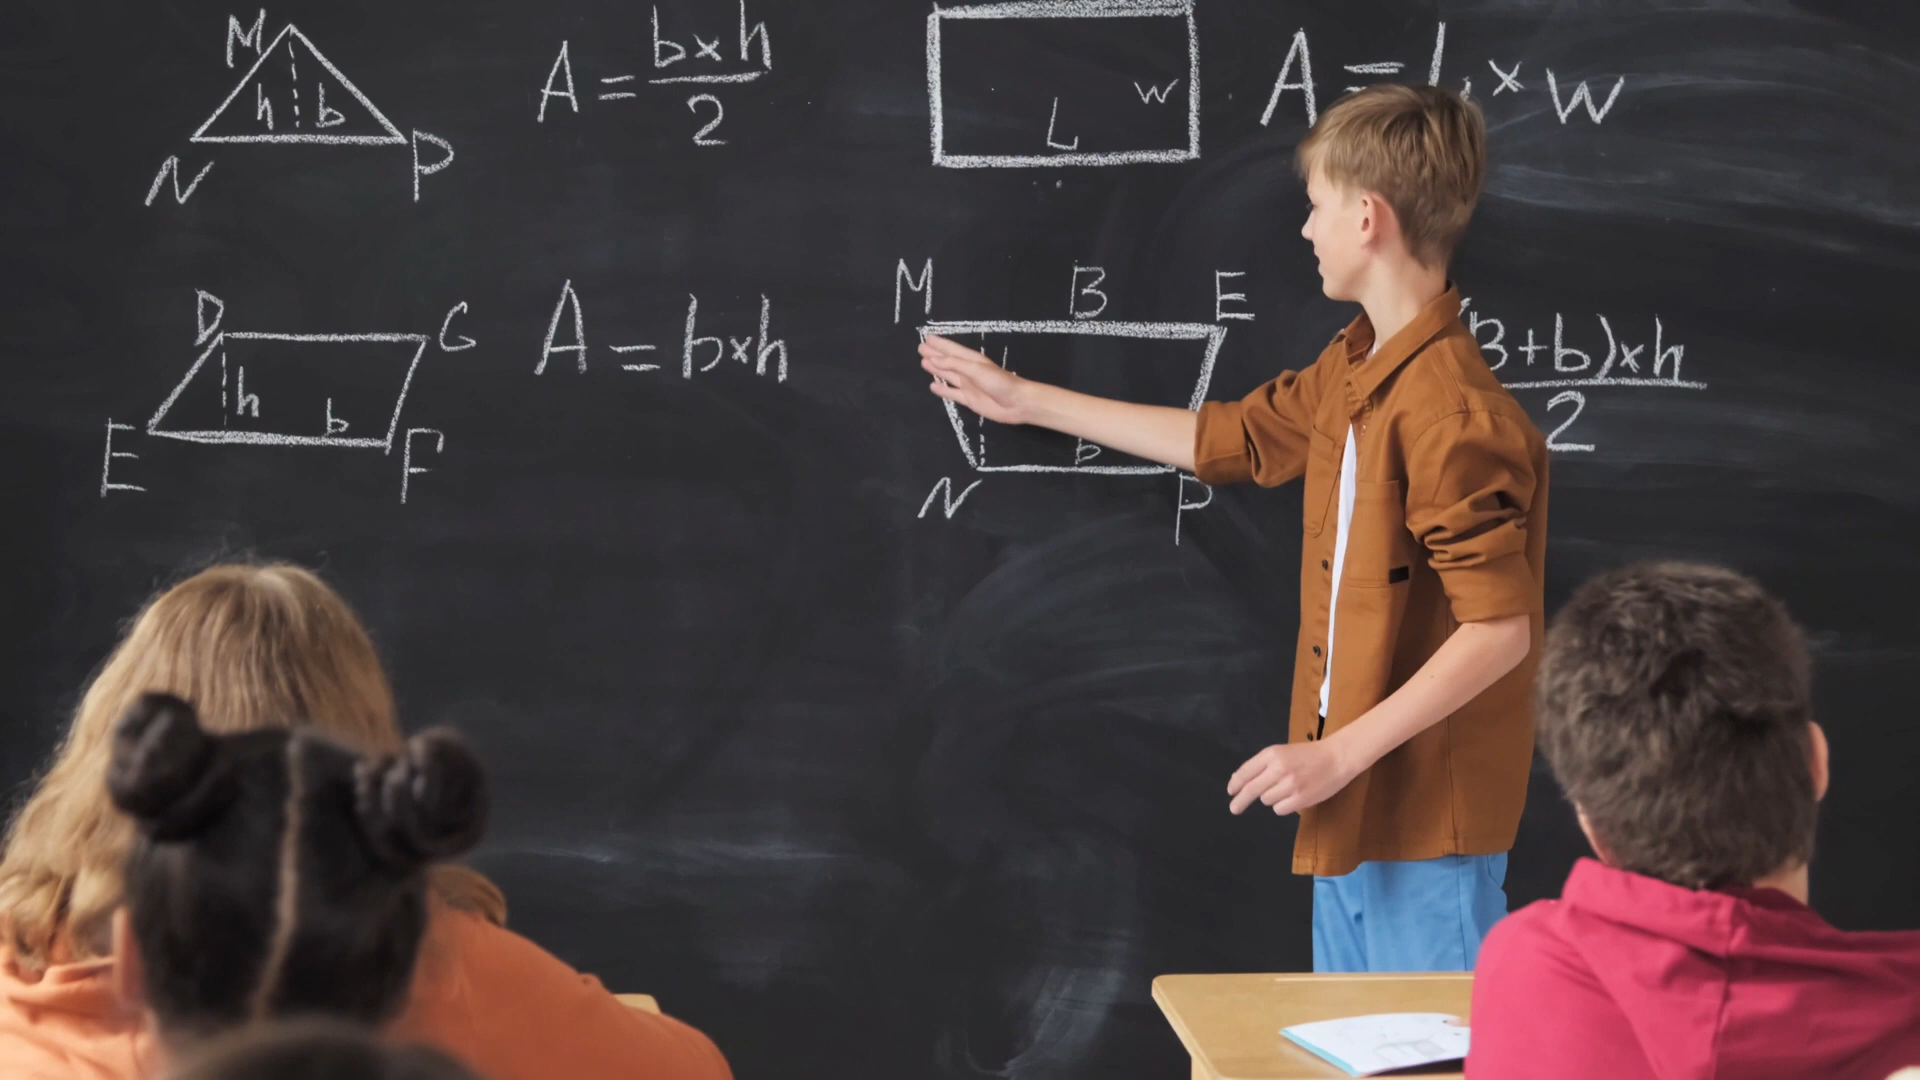 M
h b
N P
A = b×h / 2
L W
A = L × W
D G
h b
E F
A = b×h
M B E
b
N P
B+b)×h / 2